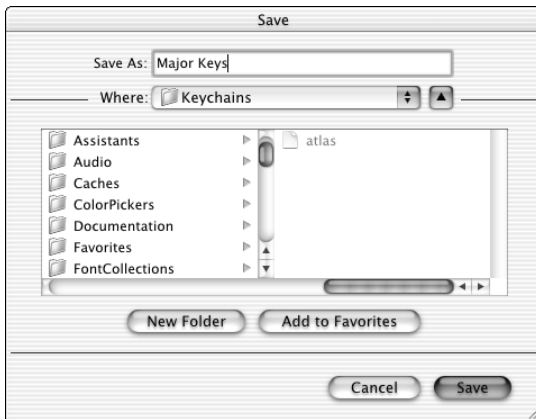 Save
Save As: Major Keys
Where: Keychains
Assistants
Audio
Caches
ColorPickers
Documentation
Favorites
FontCollections
atlas
New Folder Add to Favorites
Cancel Save